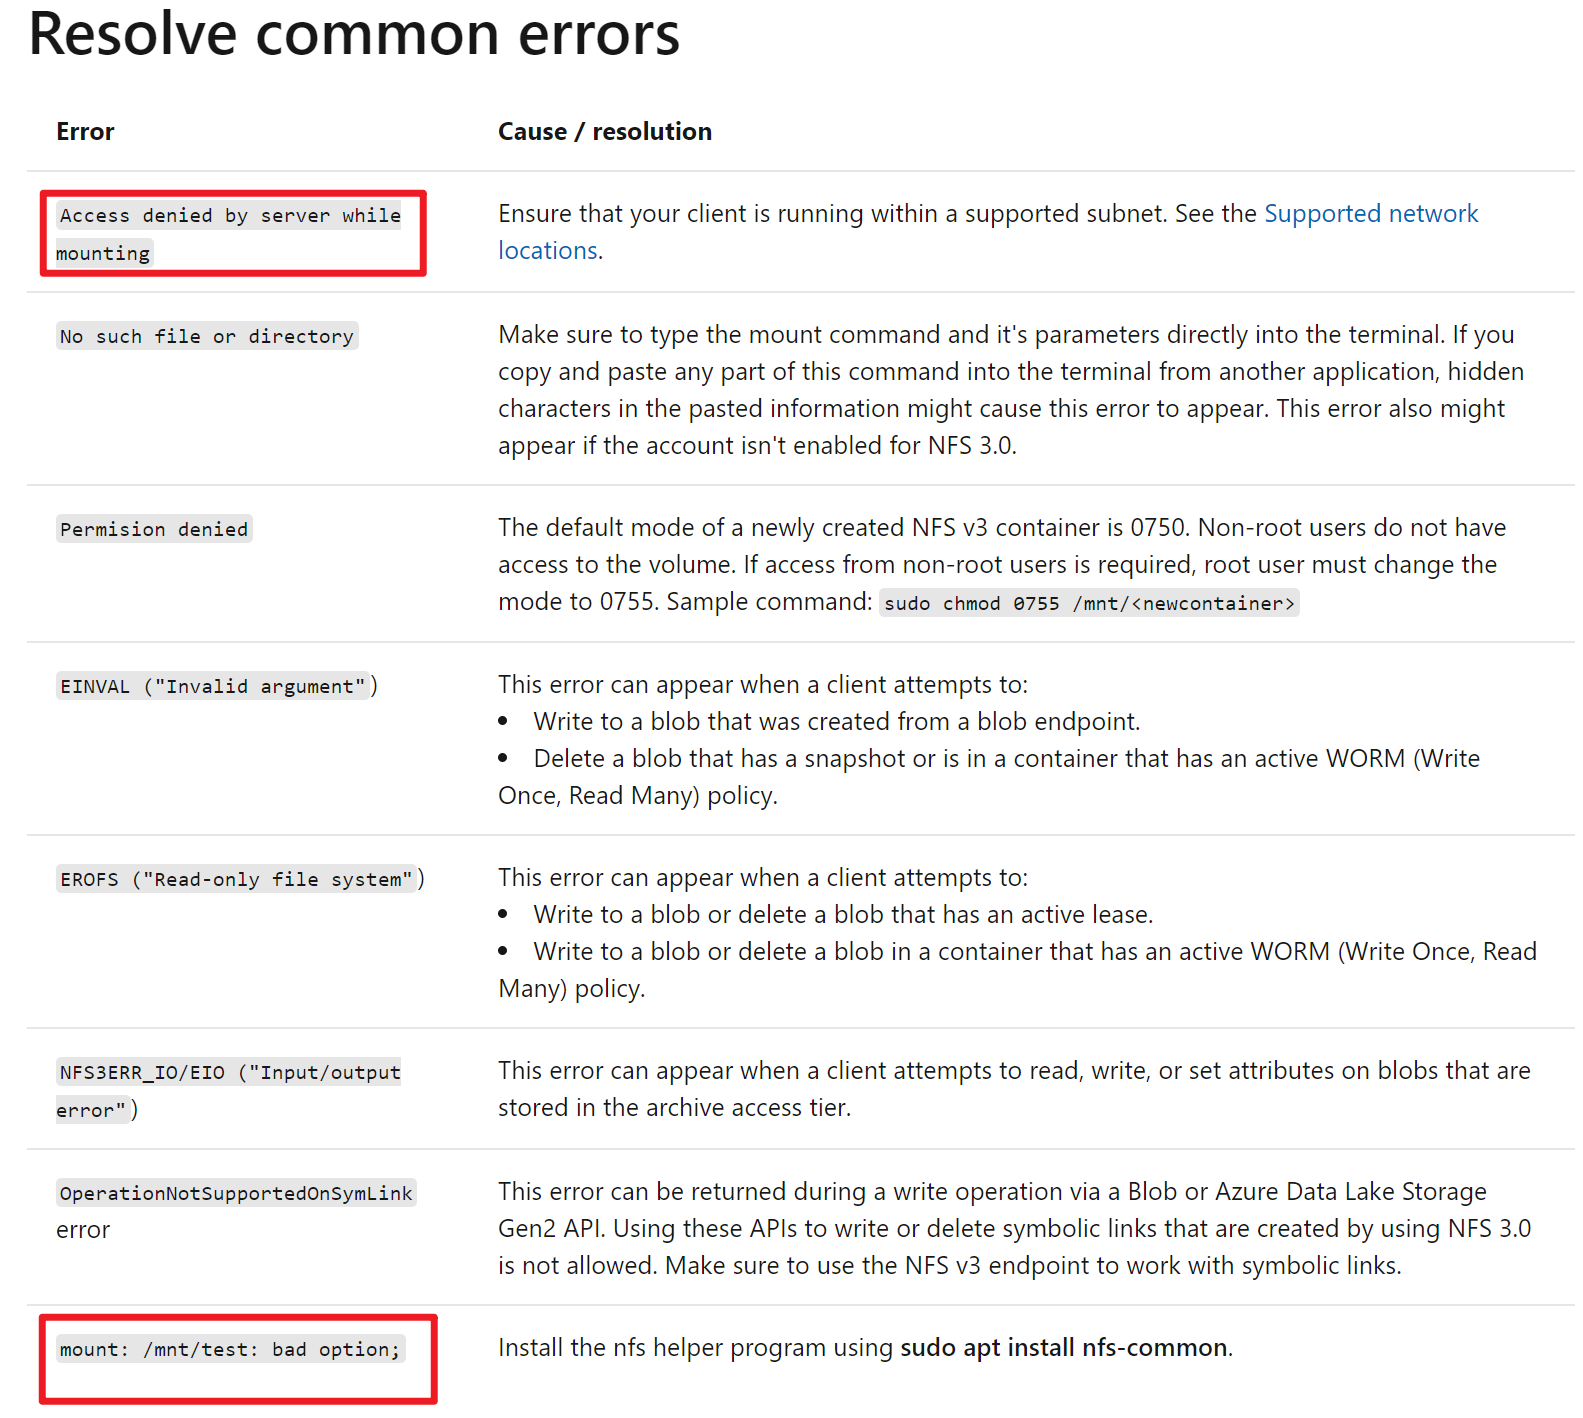 Resolve common errors
Error
Cause / resolution
Access denied by server while
mounting
Ensure that your client is running within a supported subnet. See the Supported network
locations.
No such file or directory
Make sure to type the mount command and it's parameters directly into the terminal. If you
copy and paste any part of this command into the terminal from another application, hidden
characters in the pasted information might cause this error to appear. This error also might
appear if the account isn't enabled for NFS 3.0.
Permision denied
The default mode of a newly created NFS v3 container is 0750. Non-root users do not have
access to the volume. If access from non-root users is required, root user must change the
mode to 0755. Sample command: sudo chmod 0755 /mnt/<newcontainer>
EINVAL ("Invalid argument")
This error can appear when a client attempts to:
• Write to a blob that was created from a blob endpoint.
• Delete a blob that has a snapshot or is in a container that has an active WORM (Write
Once, Read Many) policy.
EROFS ("Read-only file system")
This error can appear when a client attempts to:
• Write to a blob or delete a blob that has an active lease.
• Write to a blob or delete a blob in a container that has an active WORM (Write Once, Read
Many) policy.
NFS3ERR_IO/EIO ("Input/output
error")
This error can appear when a client attempts to read, write, or set attributes on blobs that are
stored in the archive access tier.
OperationNotSupportedOnSymLink
error
This error can be returned during a write operation via a Blob or Azure Data Lake Storage
Gen2 API. Using these APIs to write or delete symbolic links that are created by using NFS 3.0
is not allowed. Make sure to use the NFS v3 endpoint to work with symbolic links.
mount: /mnt/test: bad option;
Install the nfs helper program using sudo apt install nfs-common.